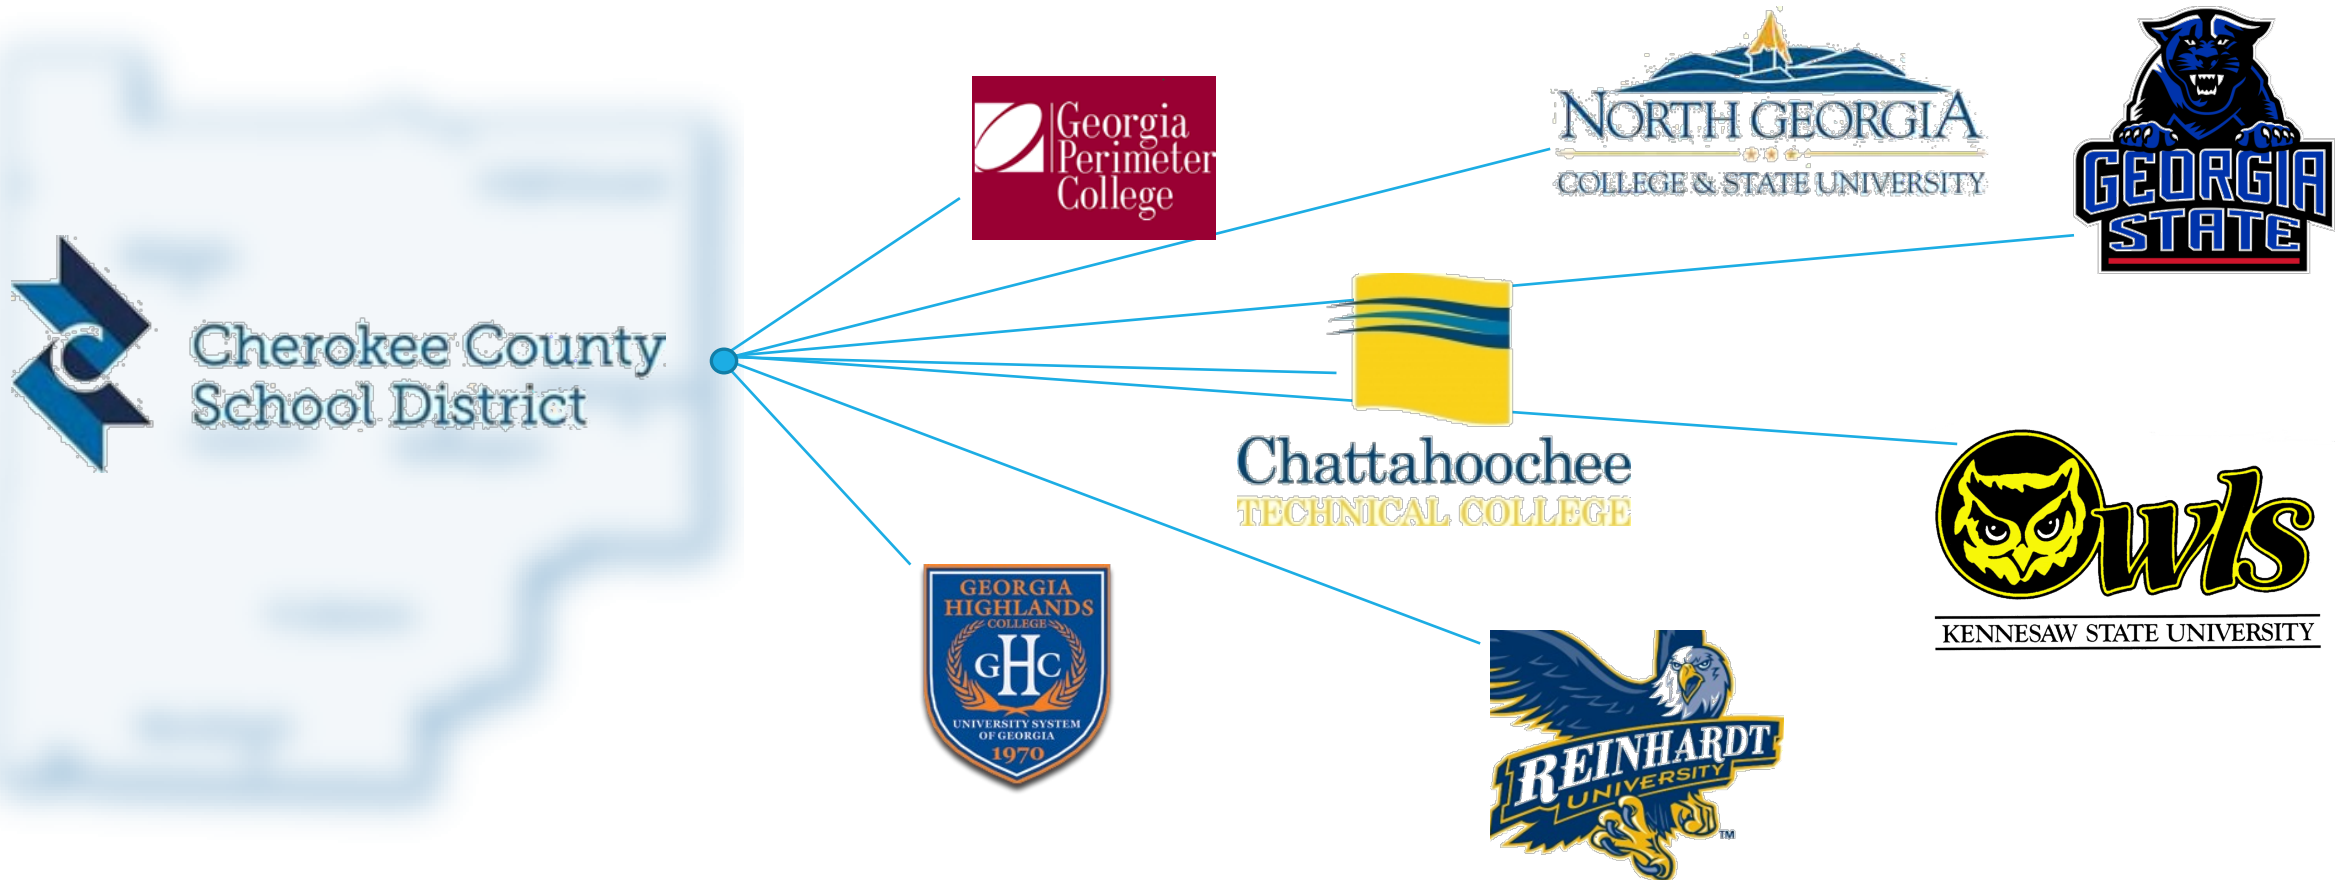 Cherokee County
School District
Georgia
Perimeter
College
NORTH GEORGIA
COLLEGE & STATE UNIVERSITY
GEORGIA
STATE
Chattahoochee
TECHNICAL COLLEGE
Owls
KENNESAW STATE UNIVERSITY
GEORGIA
HIGHLANDS
COLLEGE
GHC
UNIVERSITY SYSTEM
OF GEORGIA
1970
REINHARDT
UNIVERSITY
TM